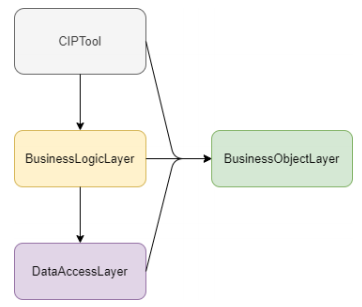 CIPTool
BusinessLogicLayer
BusinessObjectLayer
DataAccessLayer